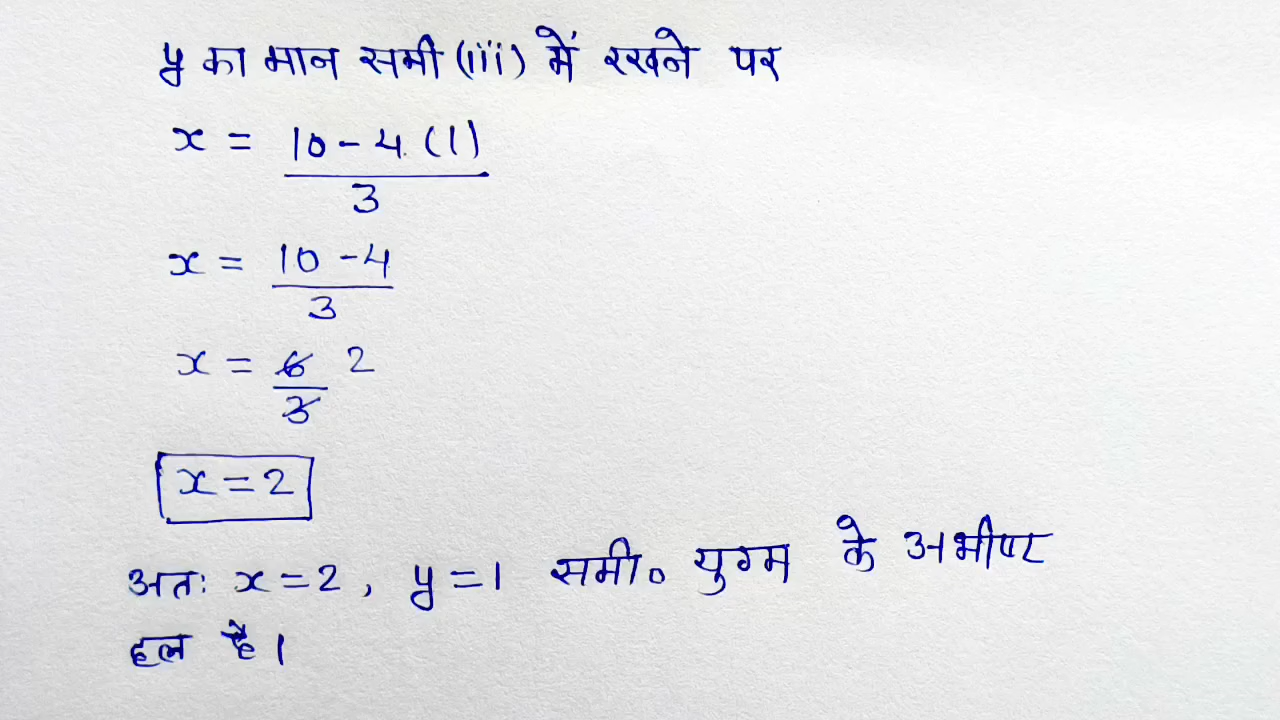 y का मान समी (iii) में रखने पर
x = 10 - 4 (1) / 3
x = 10 - 4 / 3
x = 6 / 3 2
x = 2
अतः x = 2 , y = 1 समी० युग्म के अभीष्ट
हल है।